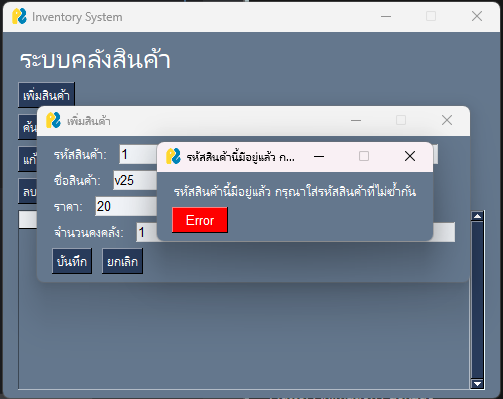 Inventory System
ระบบคลังสินค้า
เพิ่มสินค้า
ค้น
แก้
ลบ
เพิ่มสินค้า
รหัสสินค้า: 1
ชื่อสินค้า: v25
ราคา: 20
จำนวนคงคลัง: 1
บันทึก ยกเลิก
รหัสสินค้านี้มีอยู่แล้ว ก...
รหัสสินค้านี้มีอยู่แล้ว กรุณาใส่รหัสสินค้าที่ไม่ซ้ำกัน
Error